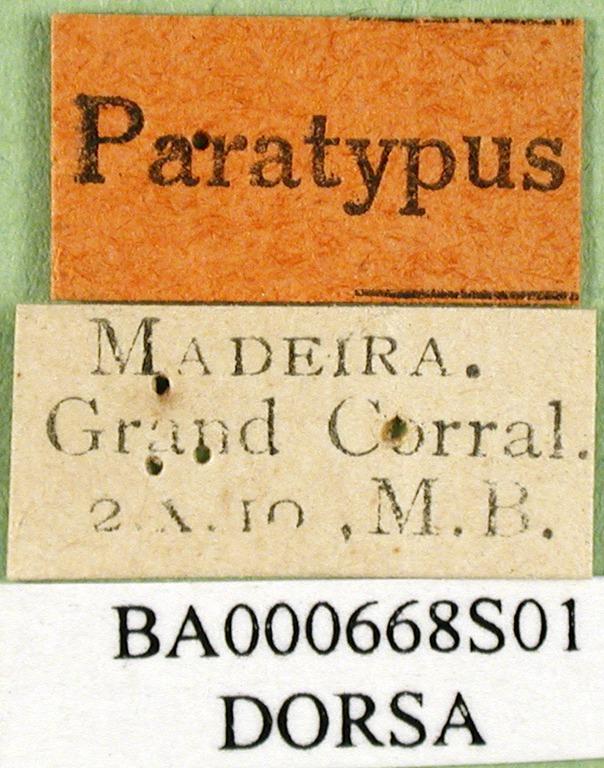 Paratypus
MADEIRA.
Grand Corral.
2.X.10, M.B.
BA000668S01
DORSA